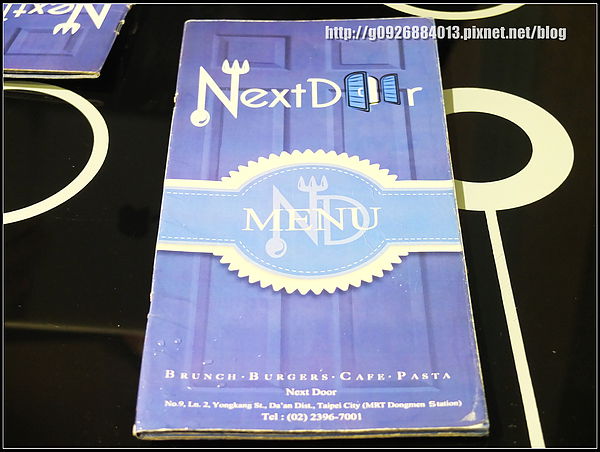 http://g0926884013.pixnet.net/blog
NextDoor
MENU
ND
BRUNCH · BURGERS · CAFE · PASTA
Next Door
No.9, Ln. 2, Yongkang St., Da'an Dist., Taipei City (MRT Dongmen Station)
Tel : (02) 2396-7001